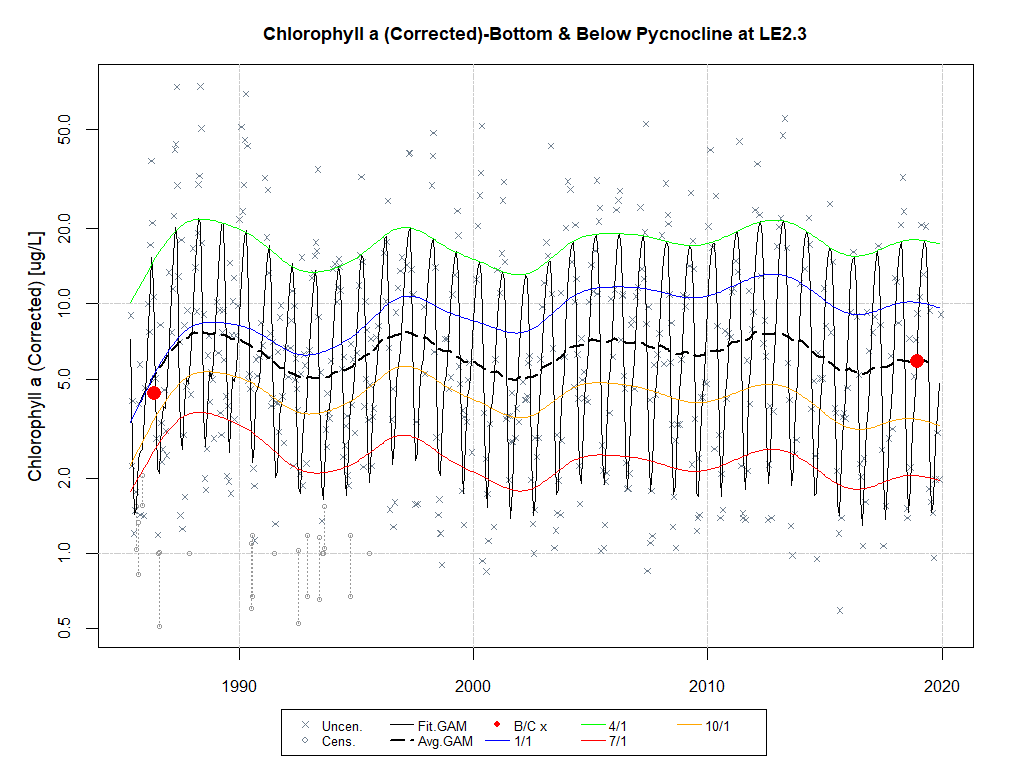 Chlorophyll a (Corrected)-Bottom & Below Pycnocline at LE2.3
Chlorophyll a (Corrected) [ug/L]
50.0
20.0
10.0
5.0
2.0
1.0
0.5
1990 2000 2010 2020
Uncen. Fit.GAM B/C x 4/1 10/1
Cens. Avg.GAM 1/1 7/1